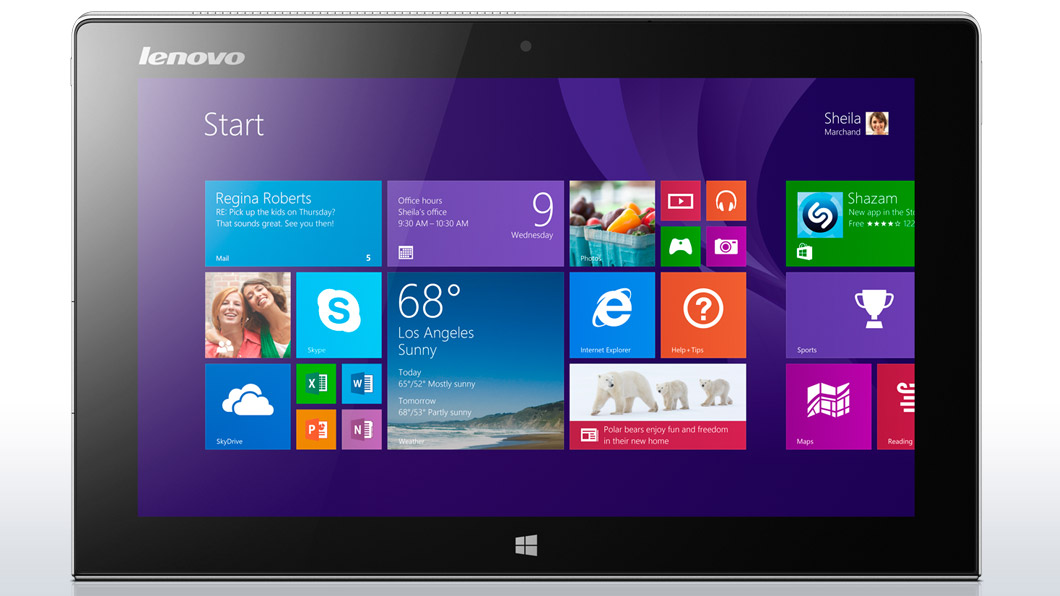 lenovo
Start
Sheila
Marchand
Regina Roberts
RE: Pick up the kids on Thursday?
That sounds great. See you then!
Mail
5
Office hours
Sheila's office
9:30 AM – 10:30 AM
9
Wednesday
Photos
Shazam
New app in the St
Free ★★★★☆ 122
Skype
68°
Los Angeles
Sunny
Today
65°/52° Mostly sunny
Tomorrow
68°/53° Partly sunny
Weather
Internet Explorer
Help+Tips
Sports
SkyDrive
X
W
P
N
Polar bears enjoy fun and freedom
in their new home
Maps
Reading